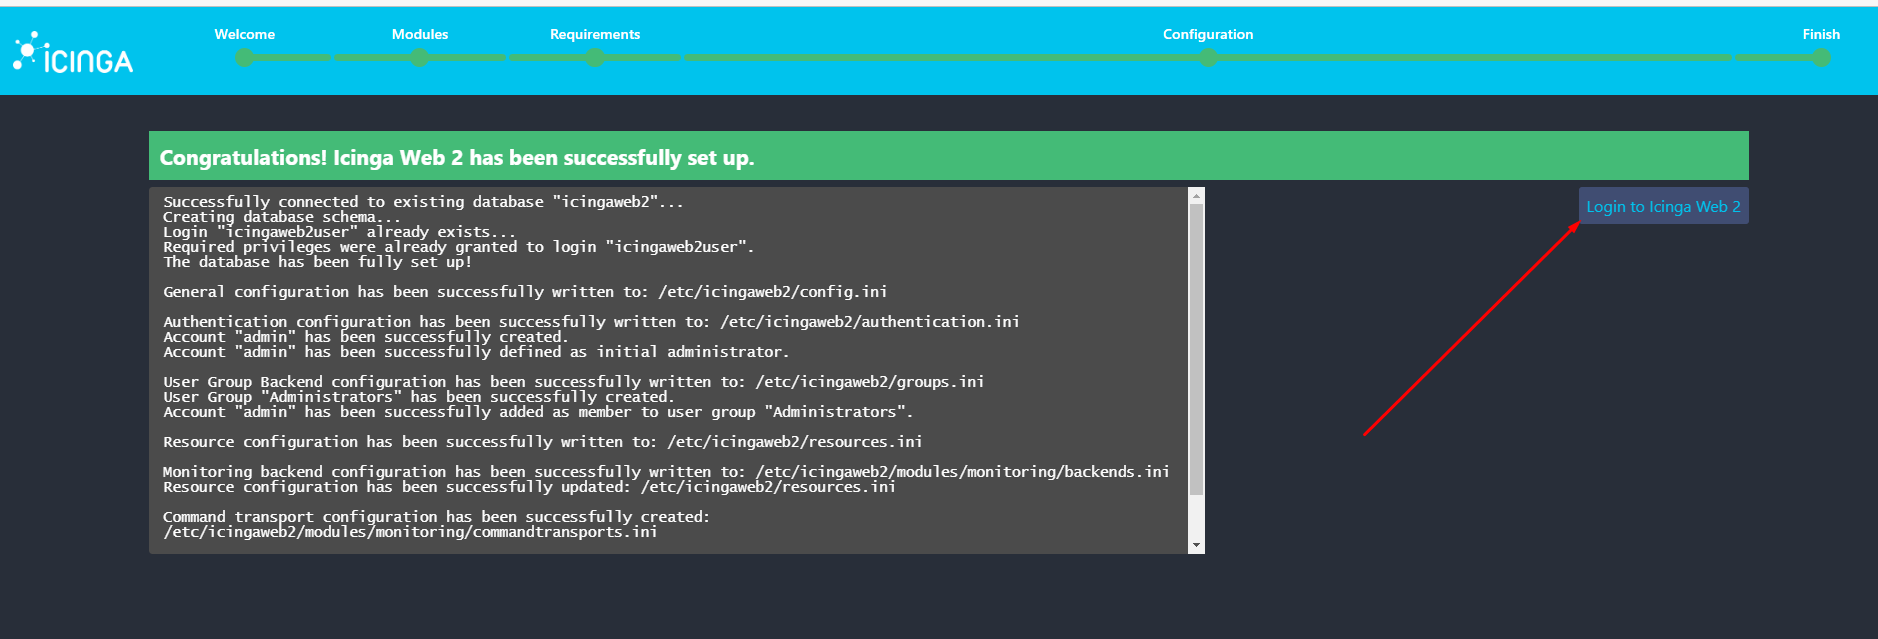 Welcome
Modules
Requirements
Configuration
Finish
ICINGA
Congratulations! Icinga Web 2 has been successfully set up.
Successfully connected to existing database "icingaweb2"...
Creating database schema...
Login "icingaweb2user" already exists...
Required privileges were already granted to login "icingaweb2user".
The database has been fully set up!
General configuration has been successfully written to: /etc/icingaweb2/config.ini
Authentication configuration has been successfully written to: /etc/icingaweb2/authentication.ini
Account "admin" has been successfully created.
Account "admin" has been successfully defined as initial administrator.
User Group Backend configuration has been successfully written to: /etc/icingaweb2/groups.ini
User Group "Administrators" has been successfully created.
Account "admin" has been successfully added as member to user group "Administrators".
Resource configuration has been successfully written to: /etc/icingaweb2/resources.ini
Monitoring backend configuration has been successfully written to: /etc/icingaweb2/modules/monitoring/backends.ini
Resource configuration has been successfully updated: /etc/icingaweb2/resources.ini
Command transport configuration has been successfully created:
/etc/icingaweb2/modules/monitoring/commandtransports.ini
Login to Icinga Web 2